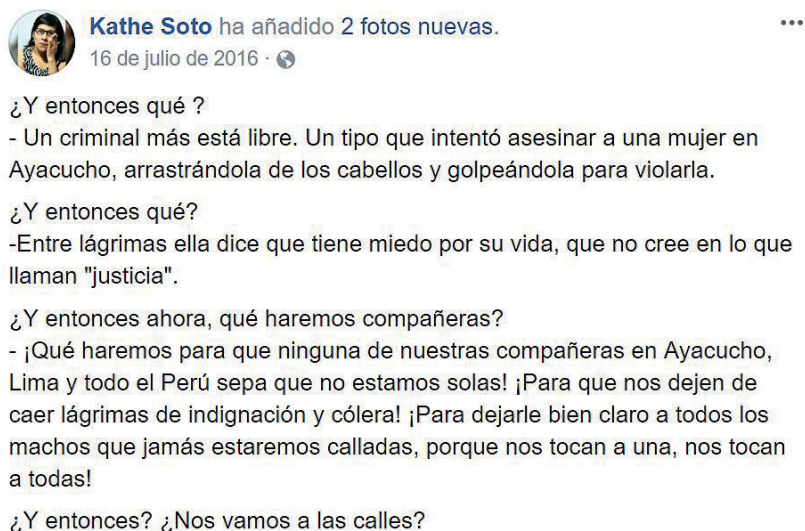 Kathe Soto ha añadido 2 fotos nuevas.
16 de julio de 2016 ·
¿Y entonces qué ?
- Un criminal más está libre. Un tipo que intentó asesinar a una mujer en
Ayacucho, arrastrándola de los cabellos y golpeándola para violarla.
¿Y entonces qué?
-Entre lágrimas ella dice que tiene miedo por su vida, que no cree en lo que
llaman "justicia".
¿Y entonces ahora, qué haremos compañeras?
- ¡Qué haremos para que ninguna de nuestras compañeras en Ayacucho,
Lima y todo el Perú sepa que no estamos solas! ¡Para que nos dejen de
caer lágrimas de indignación y cólera! ¡Para dejarle bien claro a todos los
machos que jamás estaremos calladas, porque nos tocan a una, nos tocan
a todas!
¿Y entonces? ¿Nos vamos a las calles?